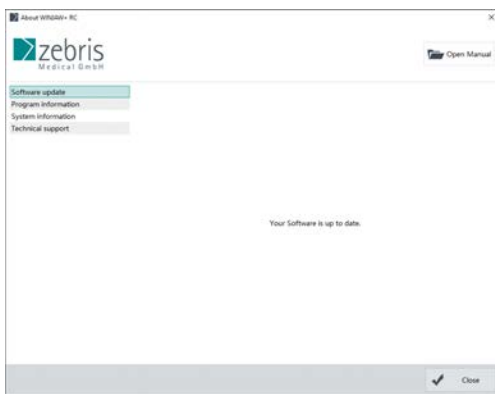 About WINJAW+ RC
zebris
Medical GmbH
Open Manual
Software update
Program information
System information
Technical support
Your Software is up to date.
Close